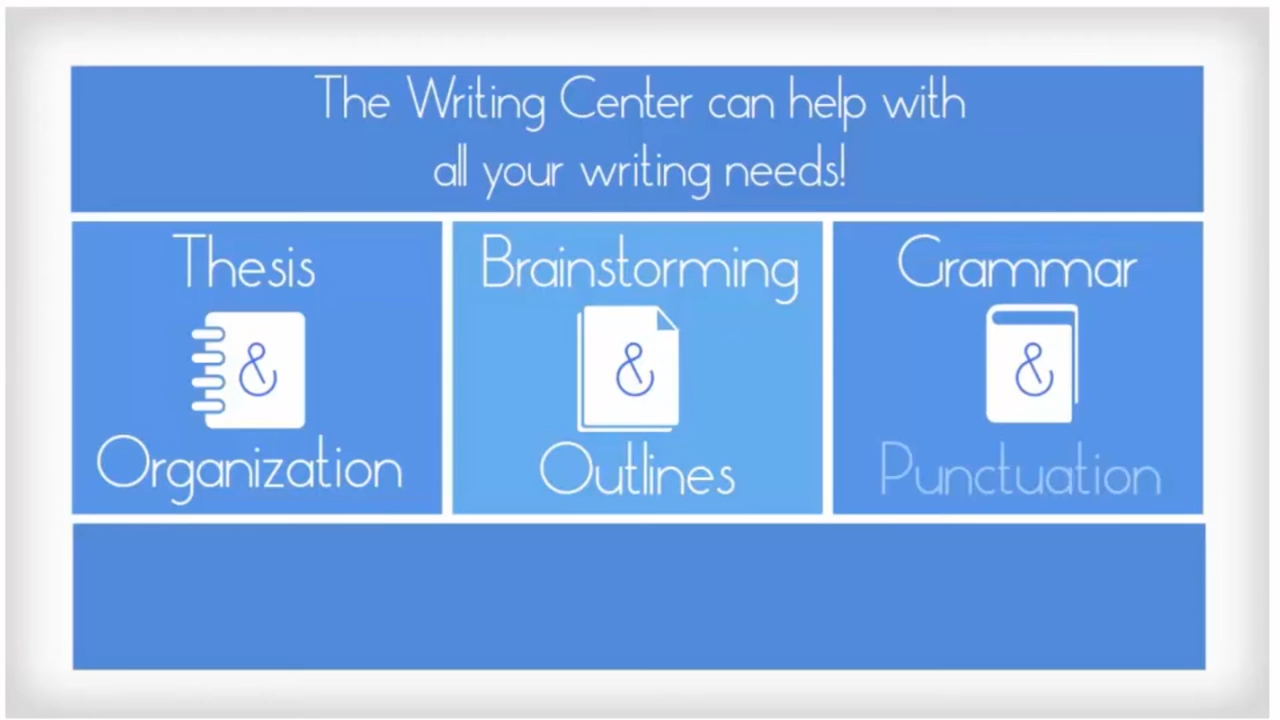 The Writing Center can help with
all your writing needs!
Thesis
&
Organization
Brainstorming
&
Outlines
Grammar
&
Punctuation